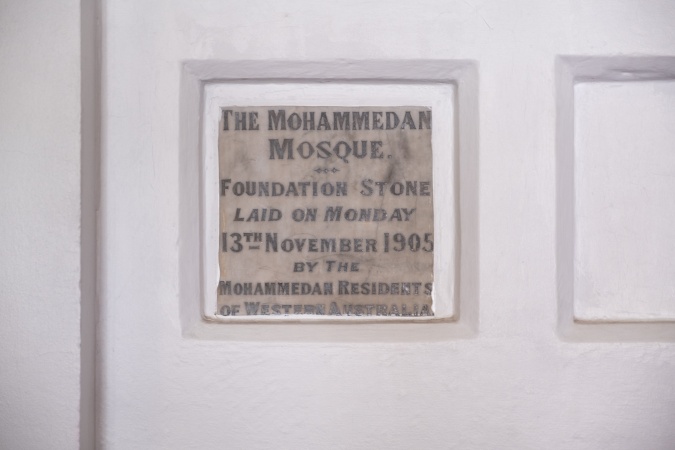 THE MOHAMMEDAN
MOSQUE.
FOUNDATION STONE
LAID ON MONDAY
13TH NOVEMBER 1905
BY THE
MOHAMMEDAN RESIDENTS
OF WESTERN AUSTRALIA